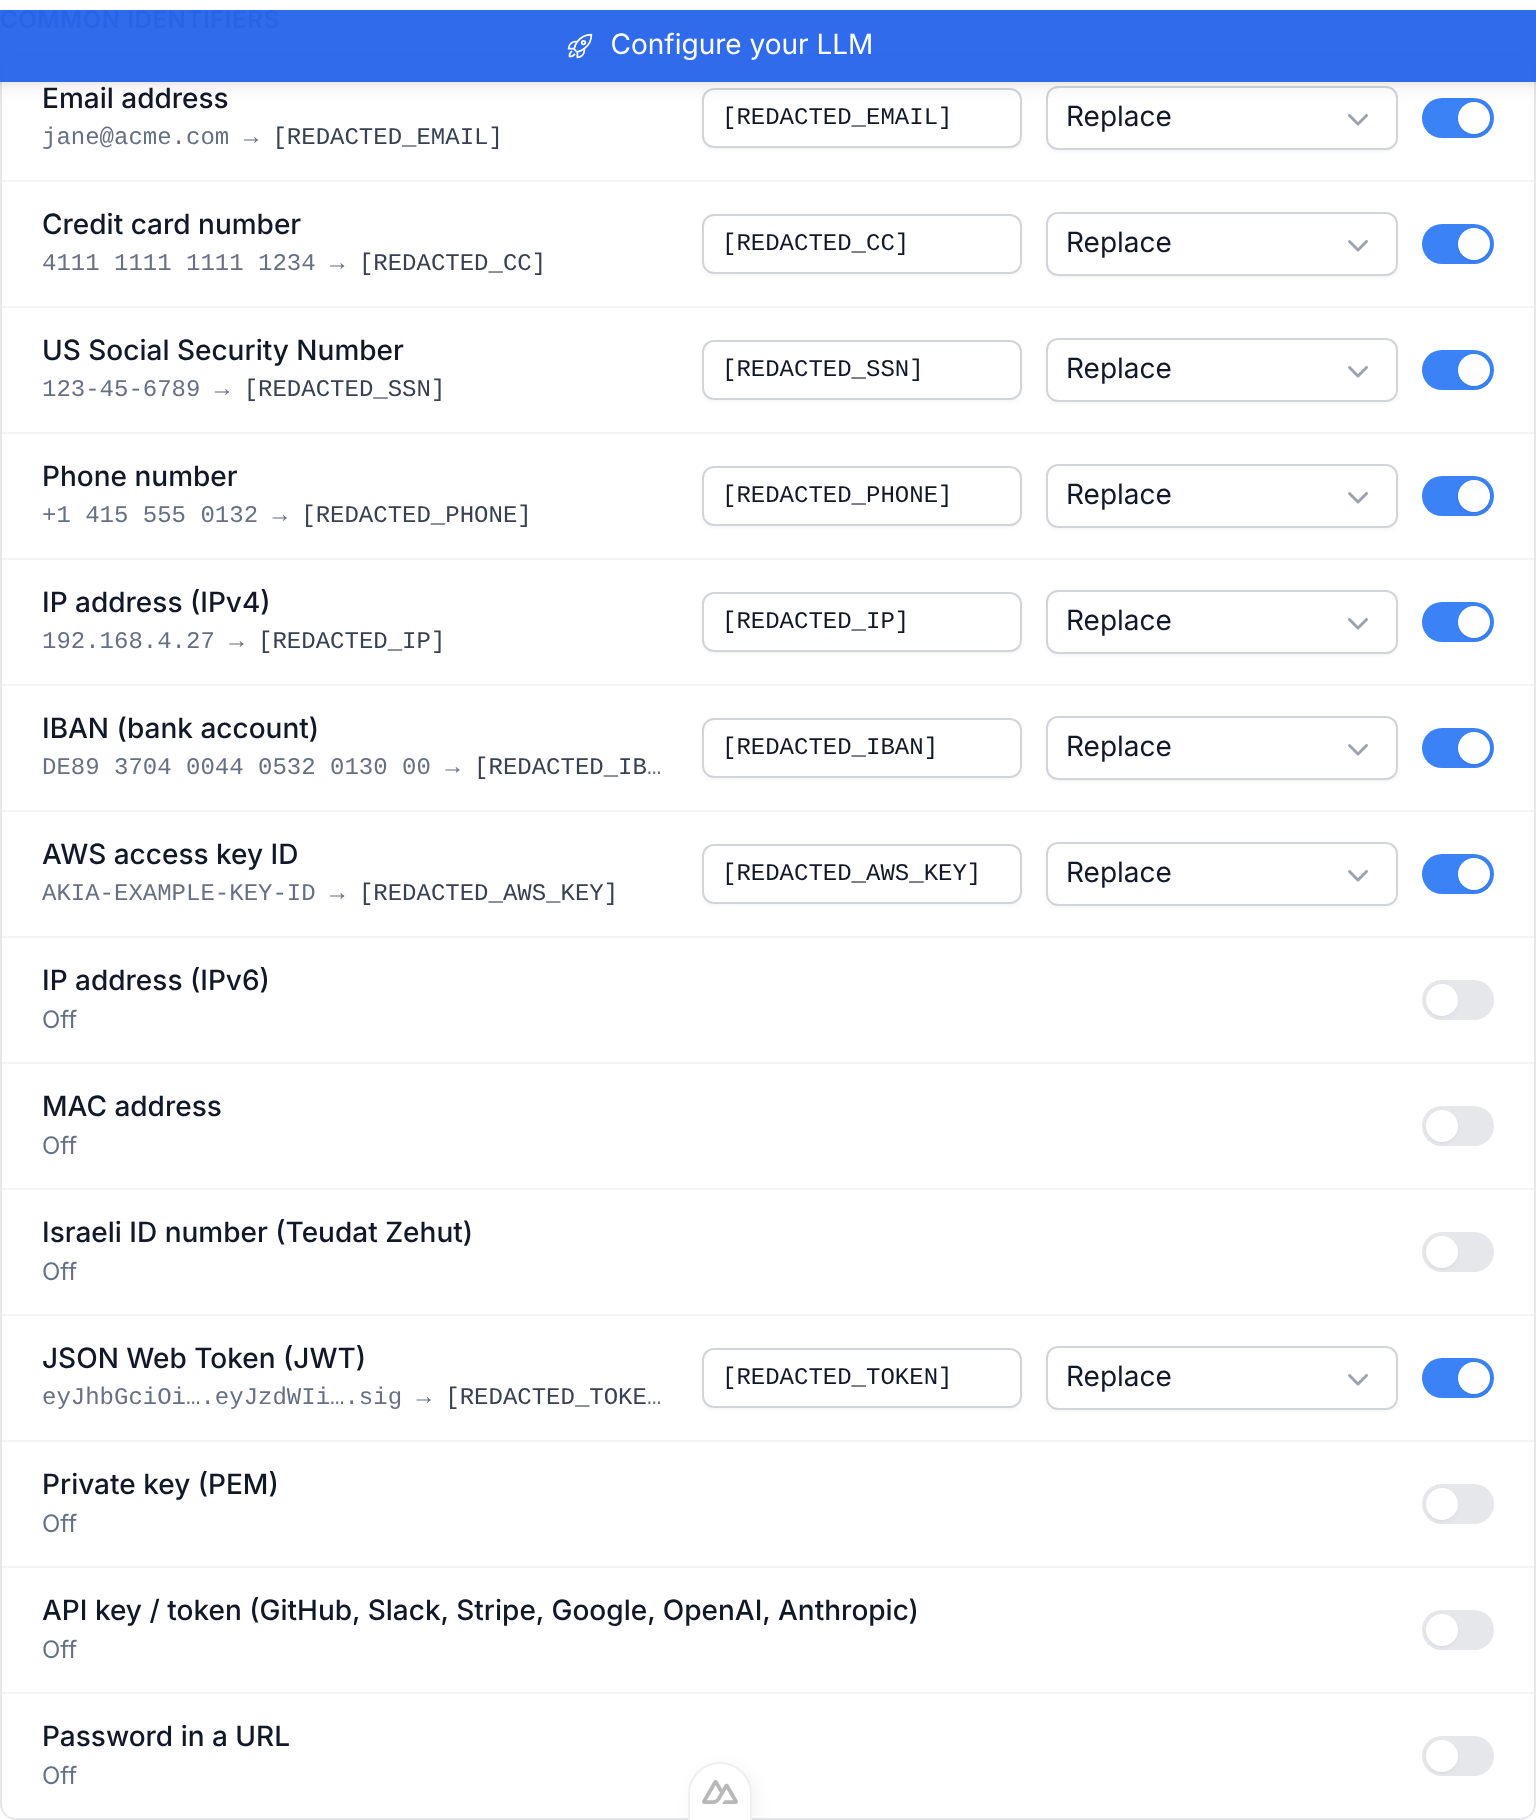 COMMON IDENTIFIERS
Configure your LLM
Email address
jane@acme.com → [REDACTED_EMAIL]
[REDACTED_EMAIL]
Replace
Credit card number
4111 1111 1111 1234 → [REDACTED_CC]
[REDACTED_CC]
Replace
US Social Security Number
123-45-6789 → [REDACTED_SSN]
[REDACTED_SSN]
Replace
Phone number
+1 415 555 0132 → [REDACTED_PHONE]
[REDACTED_PHONE]
Replace
IP address (IPv4)
192.168.4.27 → [REDACTED_IP]
[REDACTED_IP]
Replace
IBAN (bank account)
DE89 3704 0044 0532 0130 00 → [REDACTED_IB…
[REDACTED_IBAN]
Replace
AWS access key ID
AKIA-EXAMPLE-KEY-ID → [REDACTED_AWS_KEY]
[REDACTED_AWS_KEY]
Replace
IP address (IPv6)
Off
MAC address
Off
Israeli ID number (Teudat Zehut)
Off
JSON Web Token (JWT)
eyJhbGciOi….eyJzdWIi….sig → [REDACTED_TOKE…
[REDACTED_TOKEN]
Replace
Private key (PEM)
Off
API key / token (GitHub, Slack, Stripe, Google, OpenAI, Anthropic)
Off
Password in a URL
Off